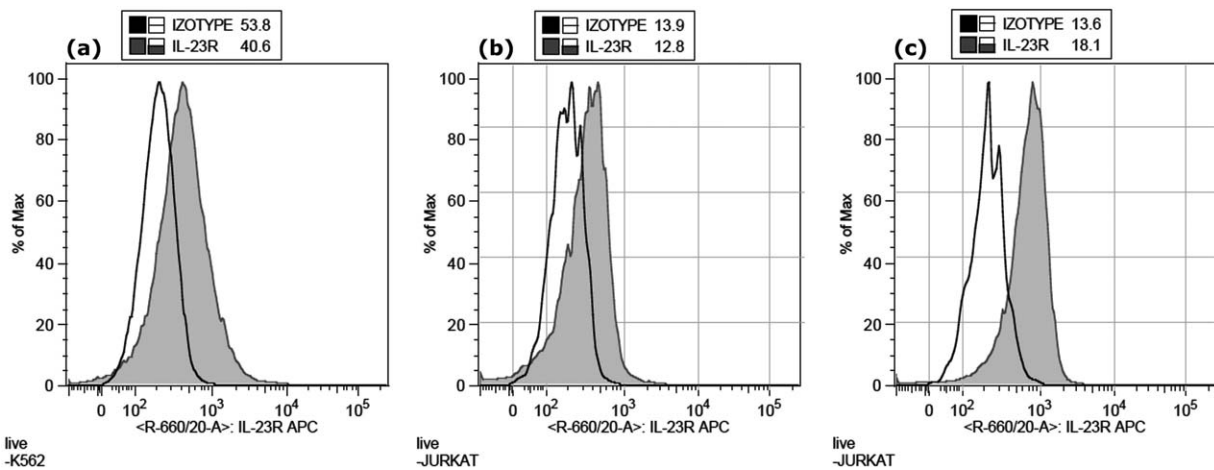 (a)
IZOTYPE 53.8
IL-23R 40.6
% of Max
100
80
60
40
20
0
0 10² 10³ 10⁴ 10⁵
<R-660/20-A>: IL-23R APC
live
-K562
(b)
IZOTYPE 13.9
IL-23R 12.8
% of Max
100
80
60
40
20
0
0 10² 10³ 10⁴ 10⁵
<R-660/20-A>: IL-23R APC
live
-JURKAT
(c)
IZOTYPE 13.6
IL-23R 18.1
% of Max
100
80
60
40
20
0
0 10² 10³ 10⁴ 10⁵
<R-660/20-A>: IL-23R APC
live
-JURKAT